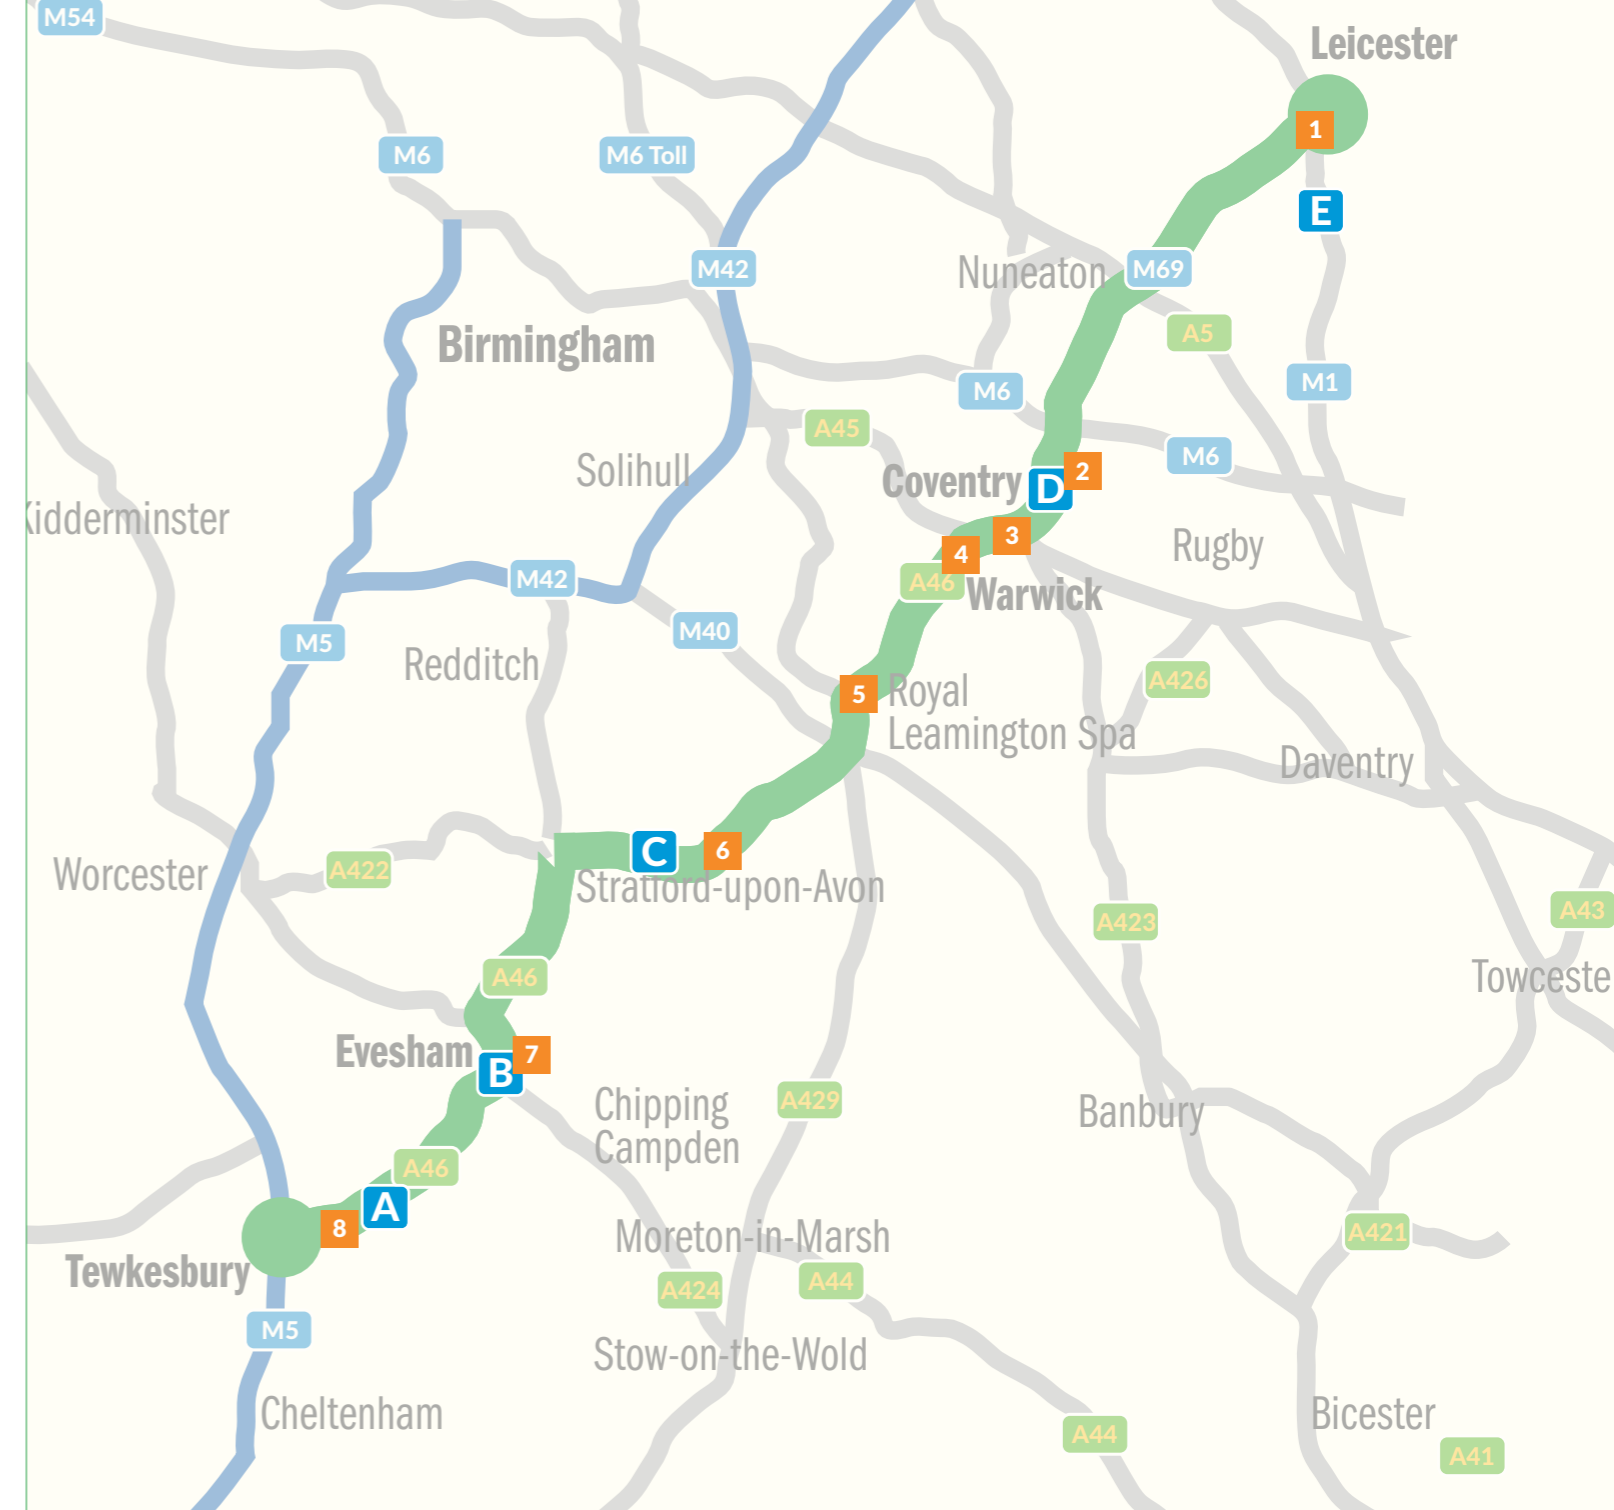 M54
Leicester
1
M6
M6 Toll
E
M42
Nuneaton
M69
A5
Birmingham
M6
M1
A45
Solihull
M6
2
Coventry
D
Kidderminster
3
Rugby
4
M42
A46
Warwick
M5
M40
Redditch
A426
5
Royal
Leamington Spa
Daventry
C
6
Worcester
A422
Stratford-upon-Avon
A43
A423
A46
Towceste
Evesham
7
B
Chipping
Campden
A429
Banbury
A46
A
8
Moreton-in-Marsh
A421
Tewkesbury
A424
A44
M5
Stow-on-the-Wold
Cheltenham
Bicester
A44
A41